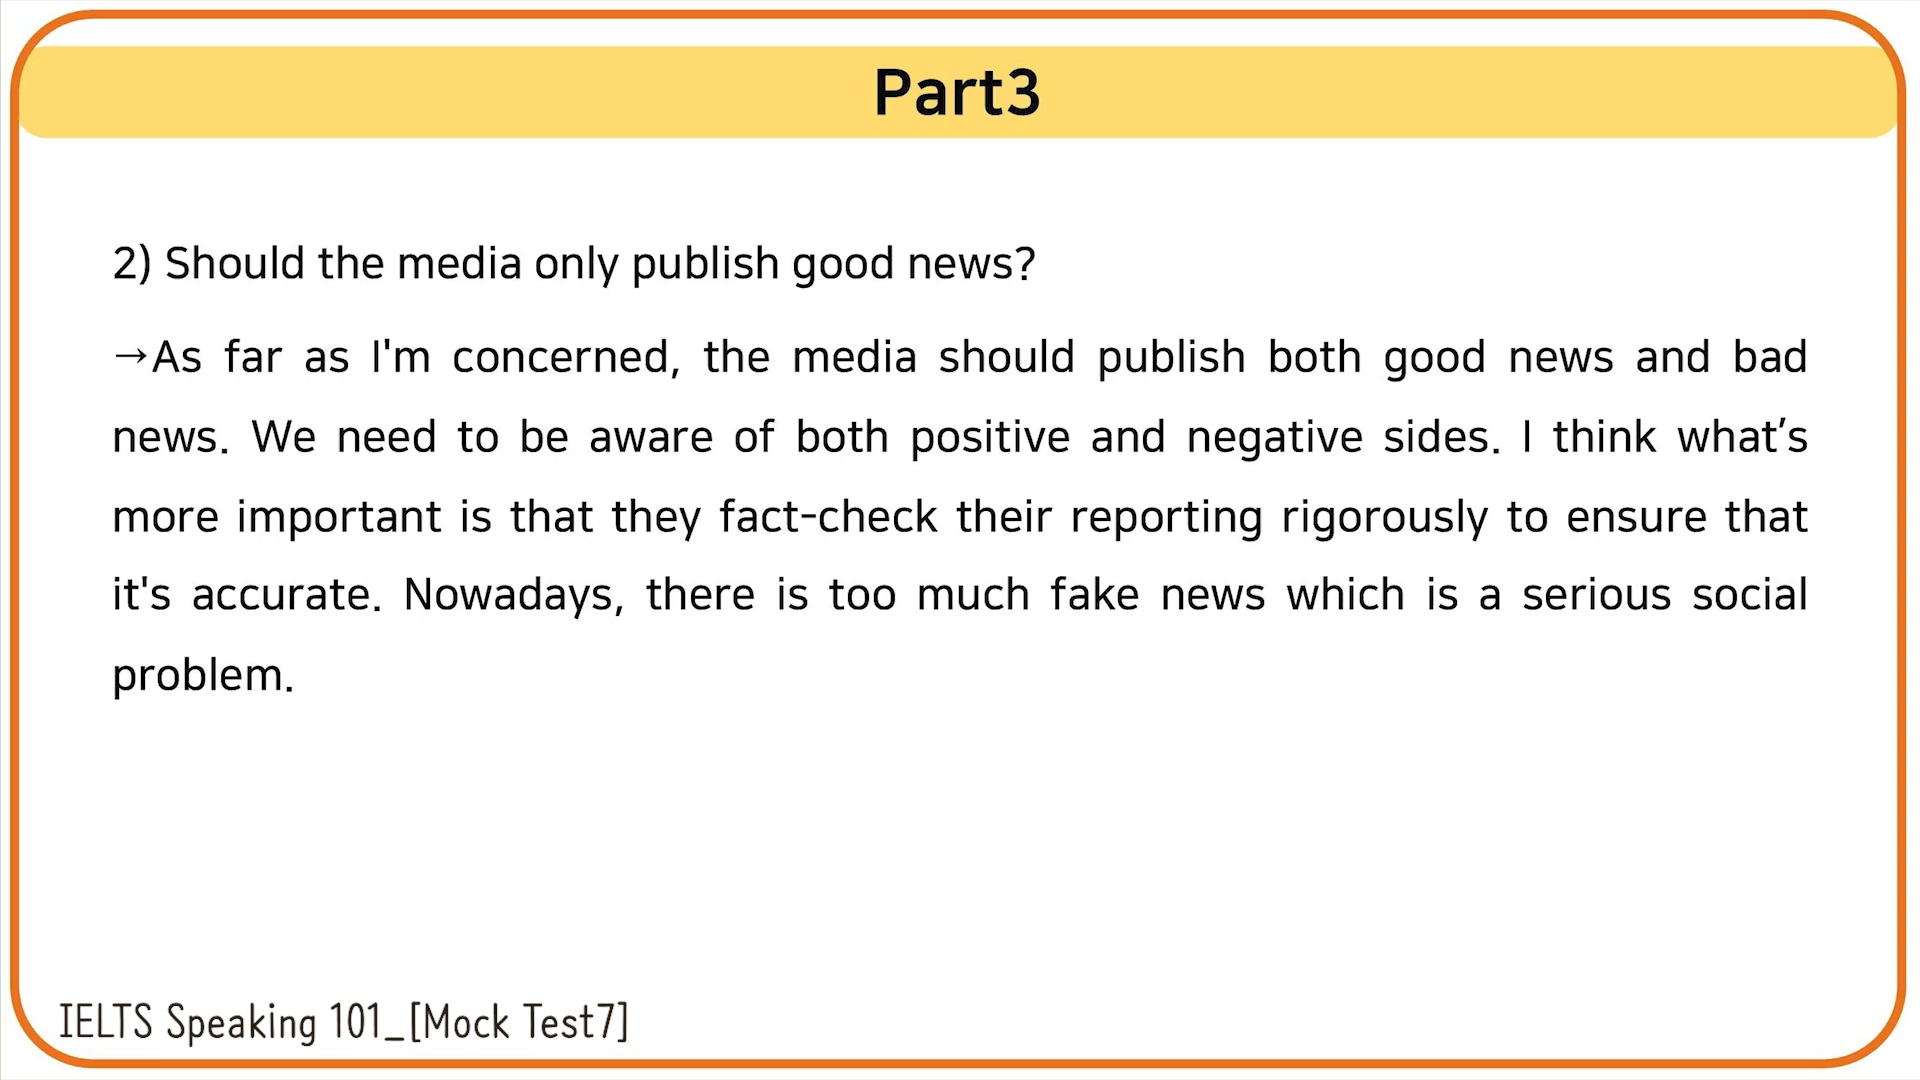 Part3
2) Should the media only publish good news?
→As far as I'm concerned, the media should publish both good news and bad
news. We need to be aware of both positive and negative sides. I think what’s
more important is that they fact-check their reporting rigorously to ensure that
it's accurate. Nowadays, there is too much fake news which is a serious social
problem.
IELTS Speaking 101_[Mock Test7]